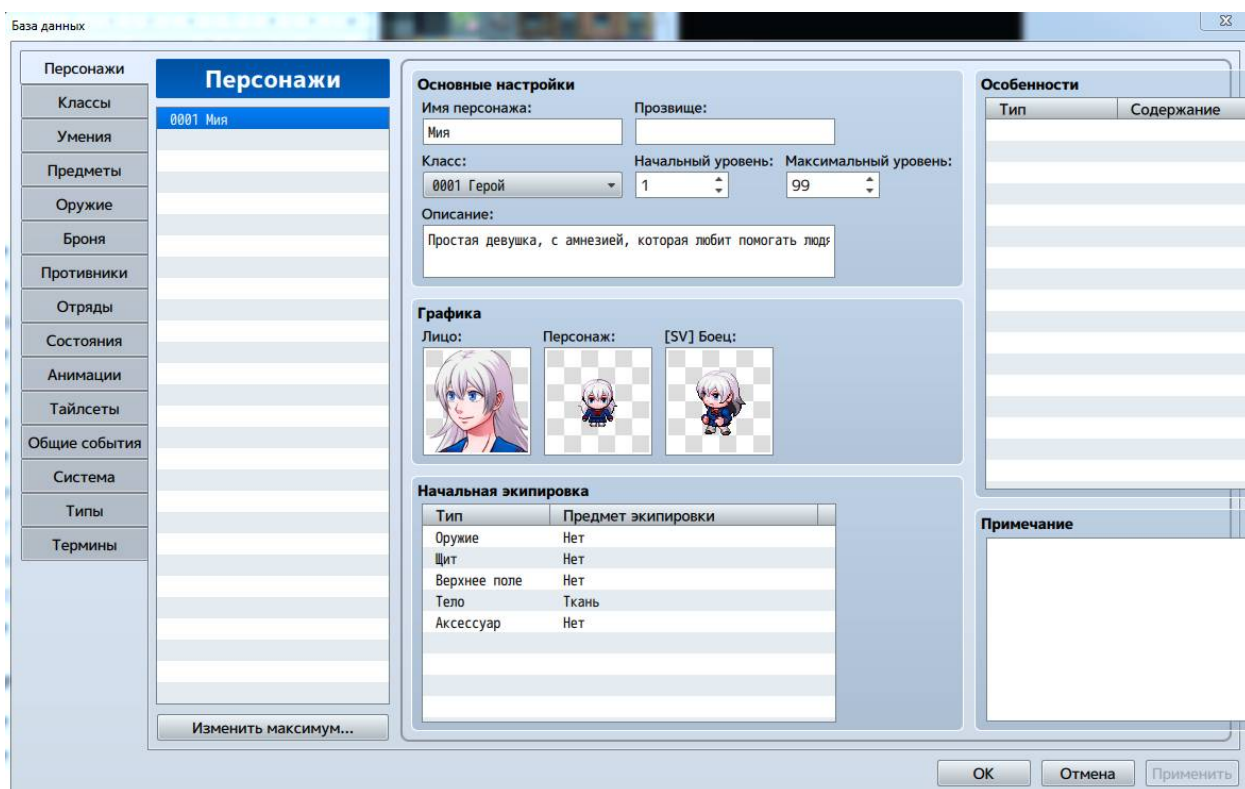 База данных
Персонажи
Классы
Умения
Предметы
Оружие
Броня
Противники
Отряды
Состояния
Анимации
Тайлсеты
Общие события
Система
Типы
Термины
Персонажи
0001 Мия
Изменить максимум...
Основные настройки
Имя персонажа: Прозвище:
Мия
Класс: Начальный уровень: Максимальный уровень:
0001 Герой 1 99
Описание:
Простая девушка, с амнезией, которая любит помогать людя
Графика
Лицо: Персонаж: [SV] Боец:
Начальная экипировка
Тип Предмет экипировки
Оружие Нет
Щит Нет
Верхнее поле Нет
Тело Ткань
Аксессуар Нет
Особенности
Тип Содержание
Примечание
OK Отмена Применить